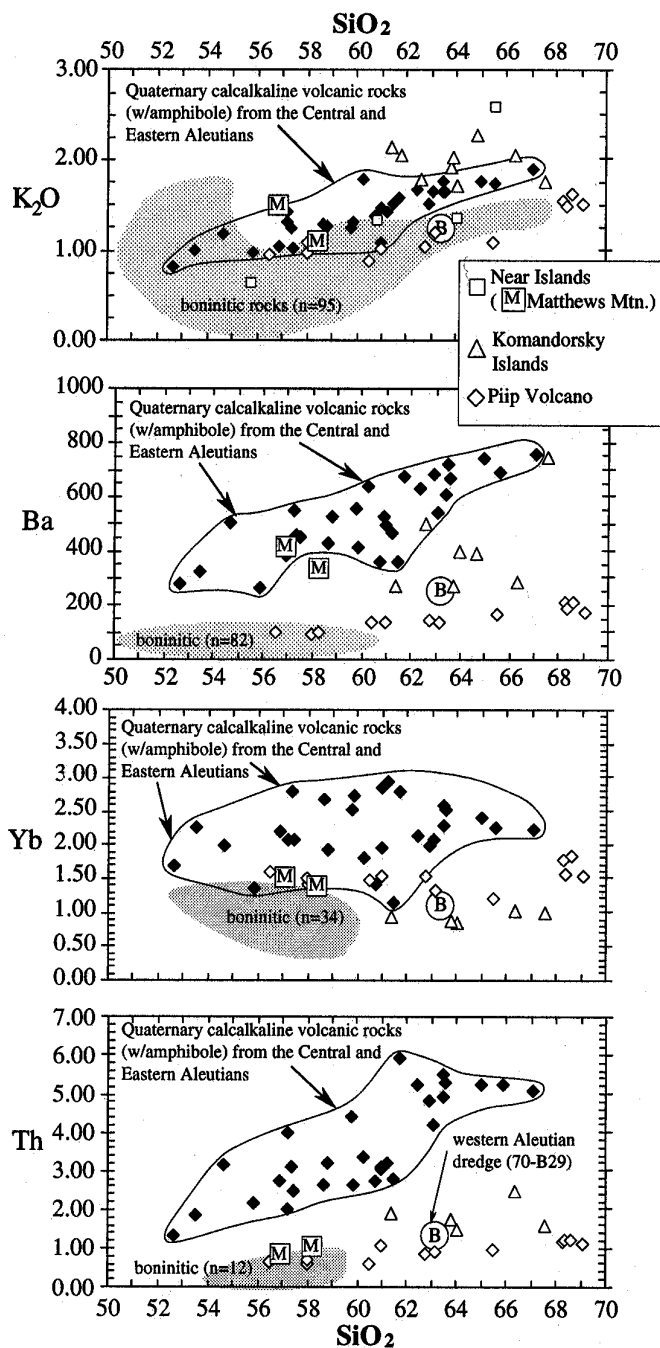 SiO2
50 52 54 56 58 60 62 64 66 68 70
3.00
Quaternary calcalkaline volcanic rocks
(w/amphibole) from the Central and
Eastern Aleutians
2.00
K2O
M
M
B
1.00
boninitic rocks (n=95)
0.00
Near Islands
( M Matthews Mtn.)
Komandorsky
Islands
Piip Volcano
1000
Quaternary calcalkaline volcanic rocks
(w/amphibole) from the Central and
Eastern Aleutians
800
600
Ba
400
M
M
B
200
boninitic (n=82)
0
50 52 54 56 58 60 62 64 66 68 70
4.00
Quaternary calcalkaline volcanic rocks
(w/amphibole) from the Central and
Eastern Aleutians
3.50
3.00
2.50
Yb
2.00
1.50
M
M
B
1.00
boninitic (n=34)
0.50
0.00
7.00
Quaternary calcalkaline volcanic rocks
(w/amphibole) from the Central and
Eastern Aleutians
6.00
5.00
4.00
Th
western Aleutian
dredge (70-B29)
3.00
2.00
B
M
M
1.00
boninitic (n=12)
0.00
50 52 54 56 58 60 62 64 66 68 70
SiO2